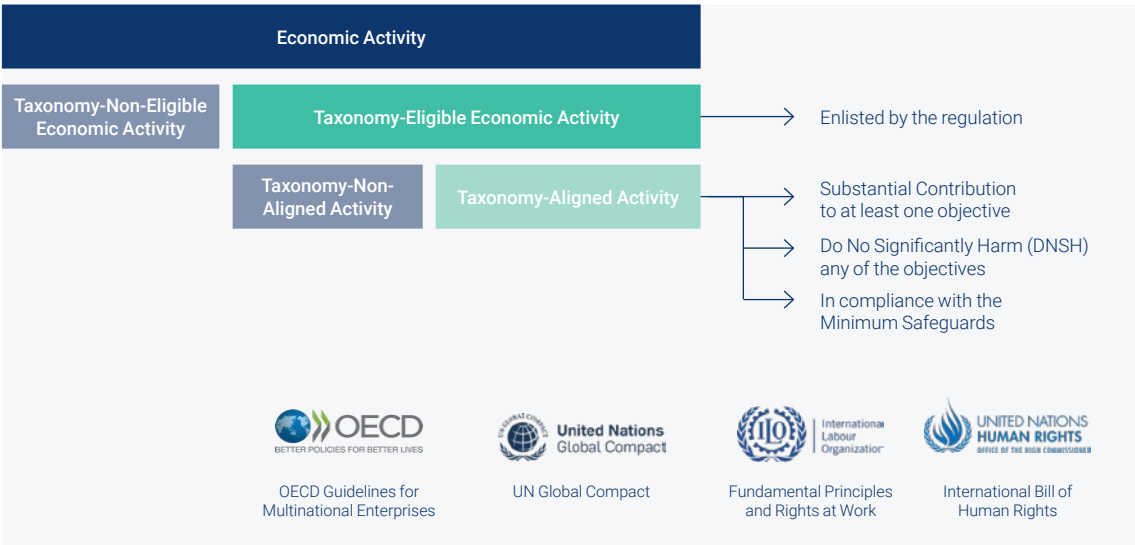 Economic Activity
Taxonomy-Non-Eligible
Economic Activity
Taxonomy-Eligible Economic Activity
Enlisted by the regulation
Taxonomy-Non-
Aligned Activity
Taxonomy-Aligned Activity
Substantial Contribution
to at least one objective
Do No Significantly Harm (DNSH)
any of the objectives
In compliance with the
Minimum Safeguards
OECD
BETTER POLICIES FOR BETTER LIVES
UN GLOBAL COMPACT
United Nations
Global Compact
ILO
International
Labour
Organization
UNITED NATIONS
HUMAN RIGHTS
OFFICE OF THE HIGH COMMISSIONER
OECD Guidelines for
Multinational Enterprises
UN Global Compact
Fundamental Principles
and Rights at Work
International Bill of
Human Rights